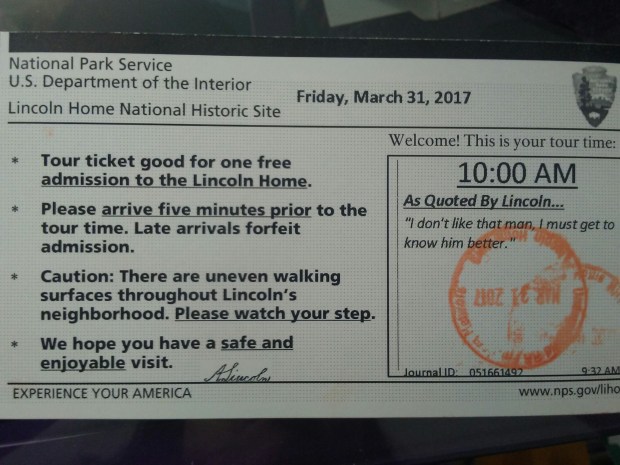 National Park Service
U.S. Department of the Interior
Lincoln Home National Historic Site
Friday, March 31, 2017
* Tour ticket good for one free
admission to the Lincoln Home.
* Please arrive five minutes prior to the
tour time. Late arrivals forfeit
admission.
* Caution: There are uneven walking
surfaces throughout Lincoln's
neighborhood. Please watch your step.
* We hope you have a safe and
enjoyable visit.
A. Lincoln
EXPERIENCE YOUR AMERICA
Welcome! This is your tour time:
10:00 AM
As Quoted By Lincoln...
"I don't like that man, I must get to
know him better."
MAR 31 2017
Journal ID: 051661492 9:32 AM
www.nps.gov/liho